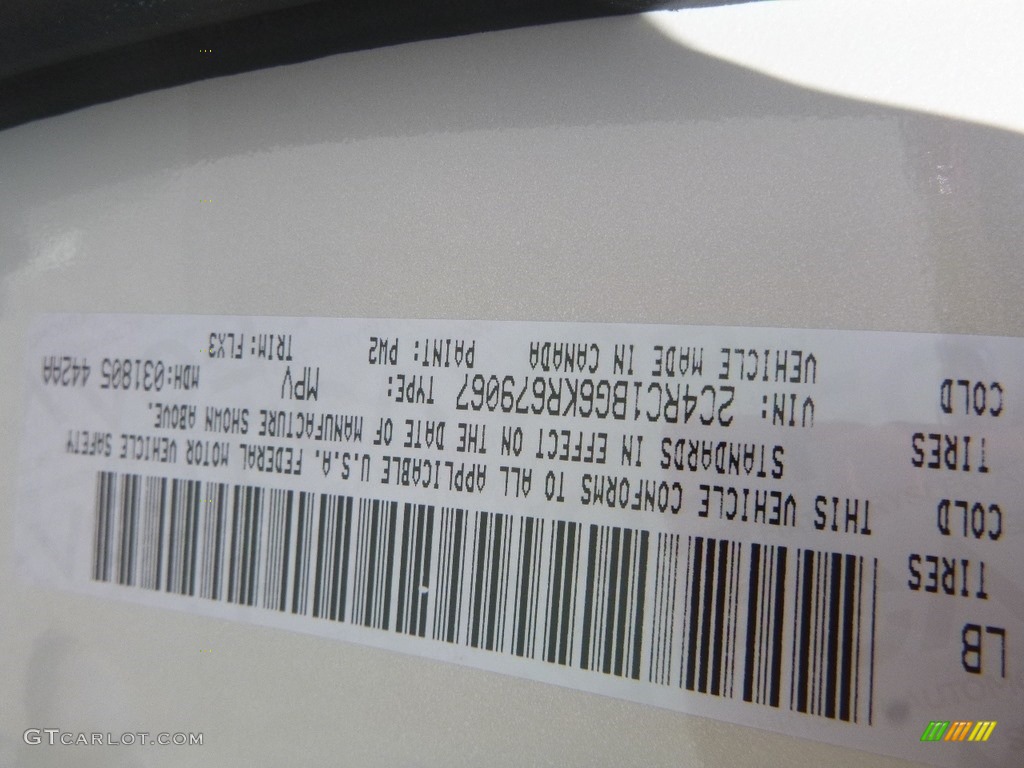 LB
TIRES
COLD
TIRES
COLD
THIS VEHICLE CONFORMS TO ALL APPLICABLE U.S.A. FEDERAL MOTOR VEHICLE SAFETY
STANDARDS IN EFFECT ON THE DATE OF MANUFACTURE SHOWN ABOVE.
VIN: 2C4RC1BG6KR679067 TYPE: MPV MDH:031805 442AA
VEHICLE MADE IN CANADA PAINT: PW2 TRIM: FLX3
GTCARLOT.COM